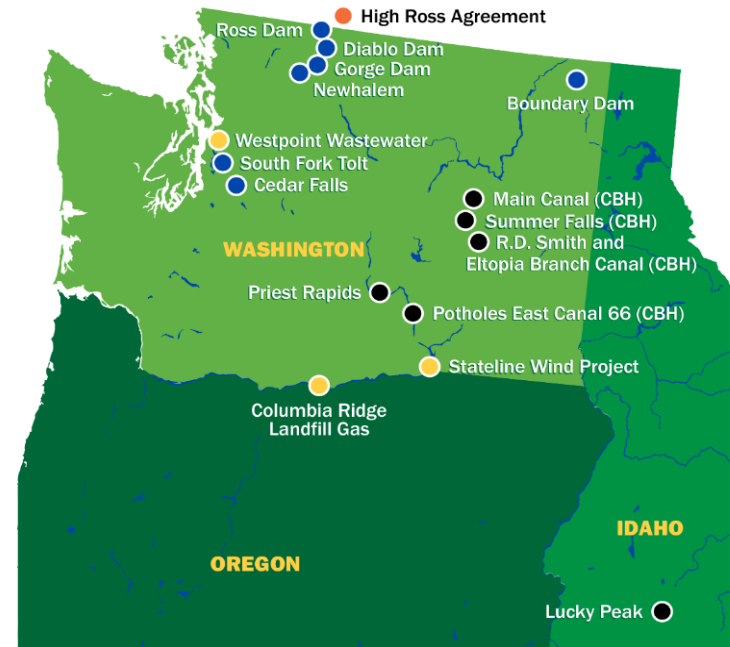 High Ross Agreement
Ross Dam
Diablo Dam
Gorge Dam
Newhalem
Boundary Dam
Westpoint Wastewater
South Fork Tolt
Cedar Falls
Main Canal (CBH)
Summer Falls (CBH)
R.D. Smith and
Eltopia Branch Canal (CBH)
WASHINGTON
Priest Rapids
Potholes East Canal 66 (CBH)
Stateline Wind Project
Columbia Ridge
Landfill Gas
IDAHO
OREGON
Lucky Peak